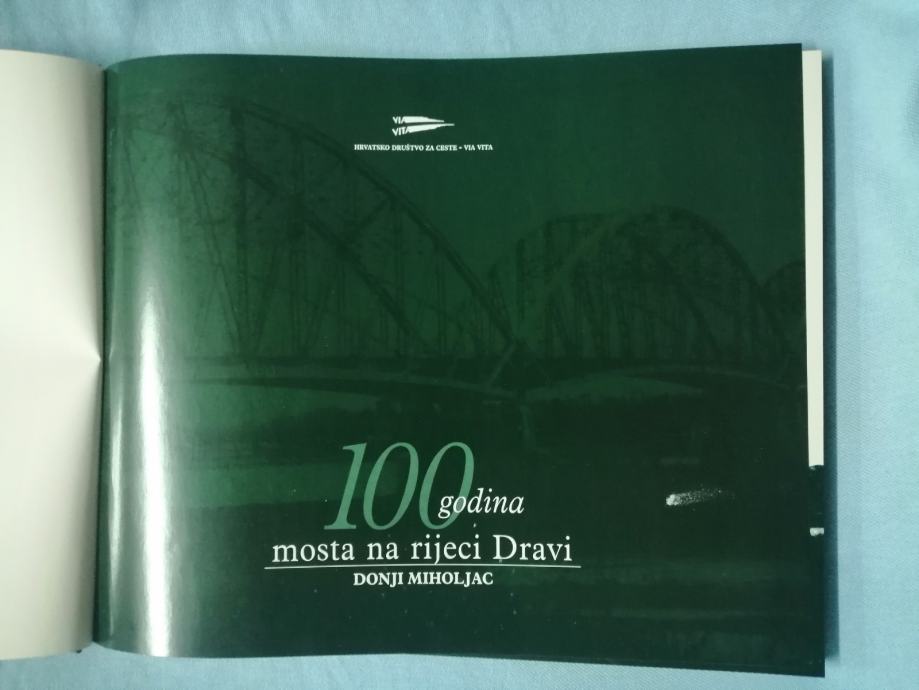 VIA
VITA
HRVATSKO DRUŠTVO ZA CESTE - VIA VITA
100 godina
mosta na rijeci Dravi
DONJI MIHOLJAC